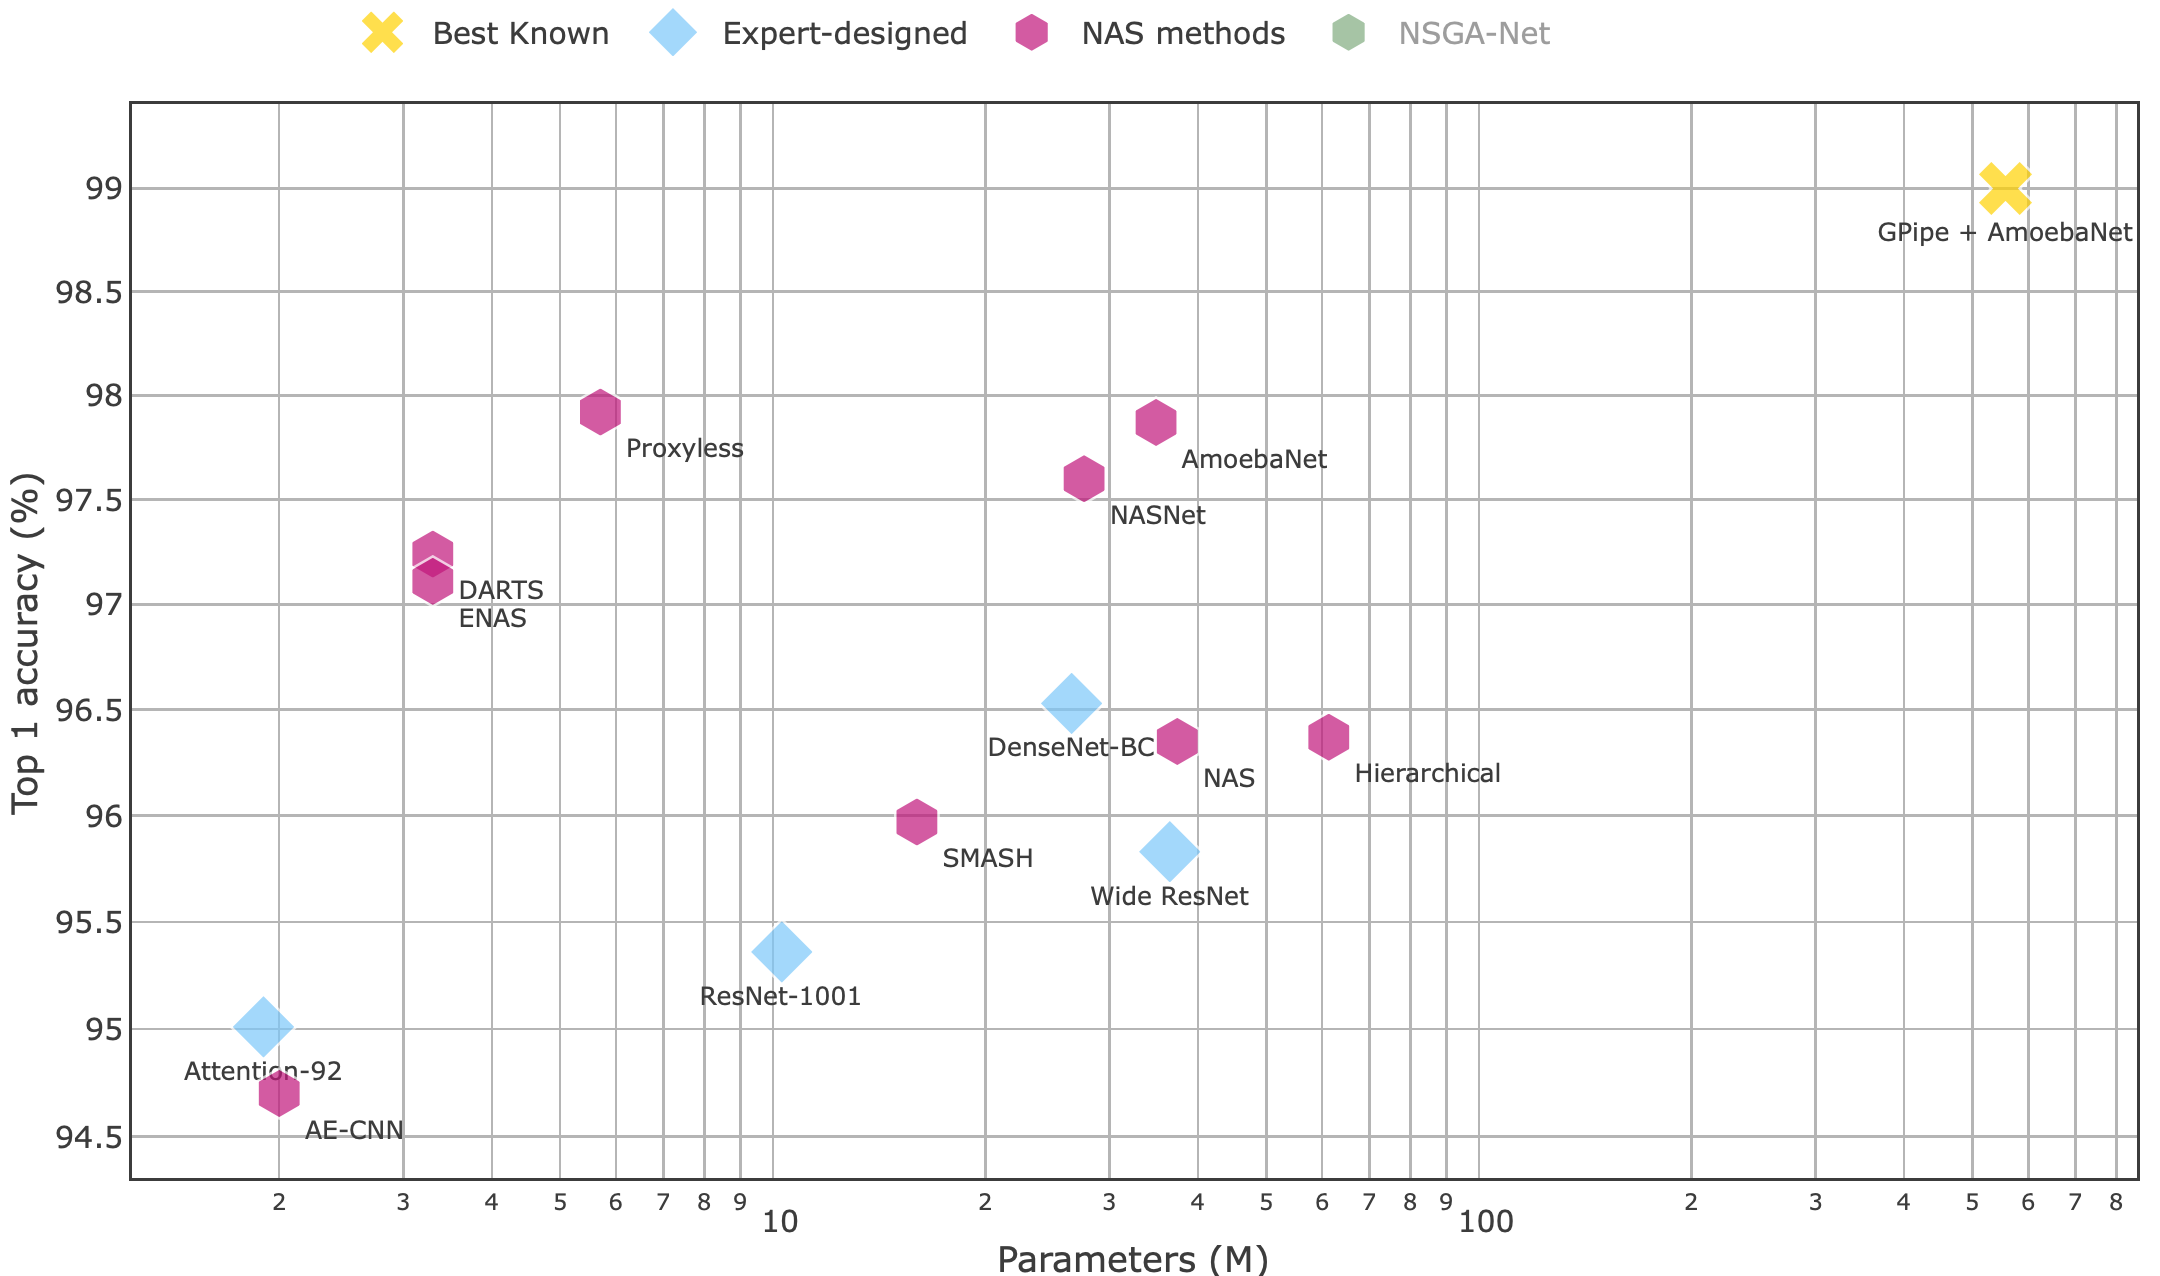 Best Known Expert-designed NAS methods NSGA-Net
99
GPipe + AmoebaNet
98.5
98
Proxyless
AmoebaNet
97.5
NASNet
DARTS
97
ENAS
96.5
DenseNet-BC
NAS
Hierarchical
96
SMASH
Wide ResNet
95.5
ResNet-1001
95
Attention-92
AE-CNN
94.5
Top 1 accuracy (%)
2 3 4 5 6 7 8 9 2 3 4 5 6 7 8 9 2 3 4 5 6 7 8
10 100
Parameters (M)